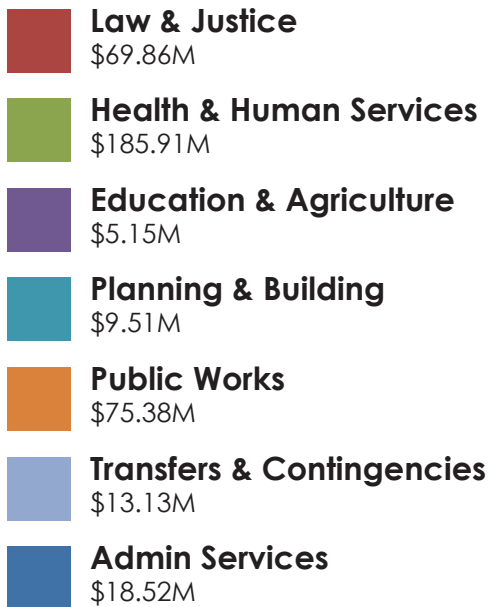 Law & Justice
$69.86M
Health & Human Services
$185.91M
Education & Agriculture
$5.15M
Planning & Building
$9.51M
Public Works
$75.38M
Transfers & Contingencies
$13.13M
Admin Services
$18.52M